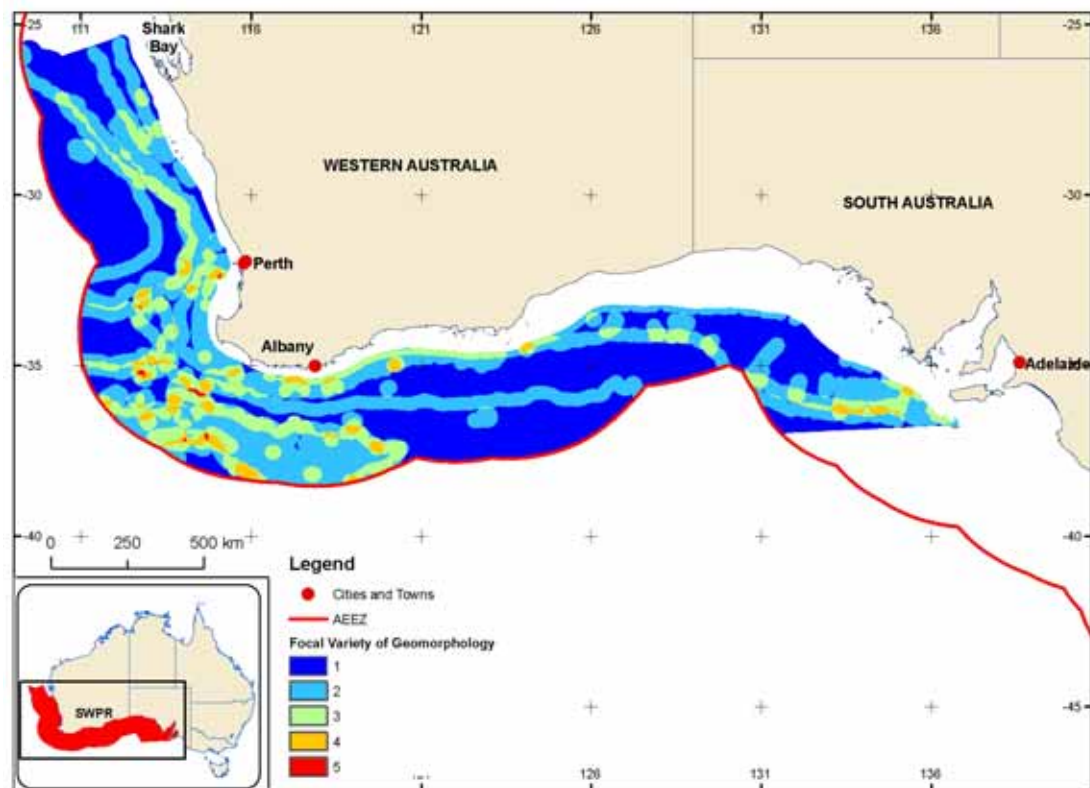 -25
111
116
121
126
131
136
-25
Shark
Bay
WESTERN AUSTRALIA
-30
-30
SOUTH AUSTRALIA
Perth
Albany
-35
Adelaide
-40
-40
0 250 500 km
Legend
Cities and Towns
AEEZ
Focal Variety of Geomorphology
1
2
3
4
5
SWPR
-45
126
131
136